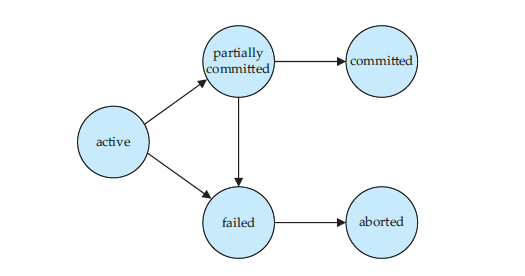 partially
committed
committed
active
failed
aborted